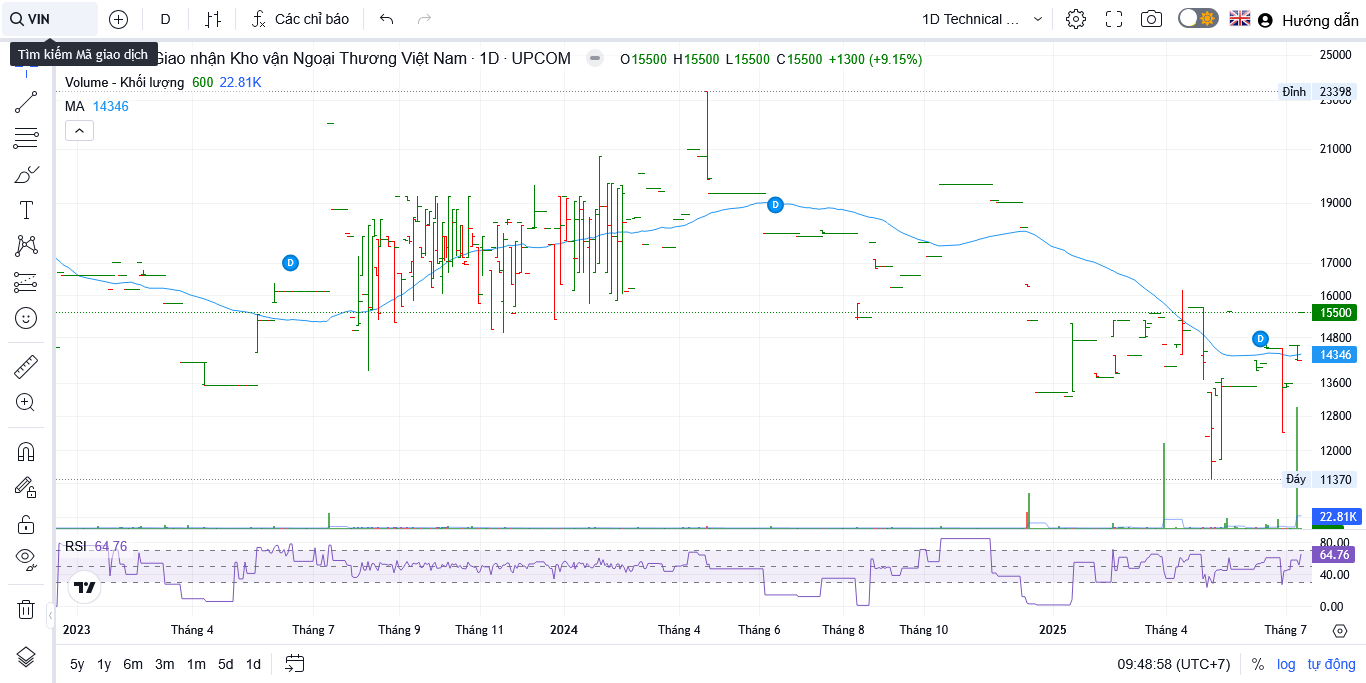 VIN
D
Các chỉ báo
1D Technical ...
Hướng dẫn
Tìm kiếm Mã giao dịch
Giao nhận Kho vận Ngoại Thương Việt Nam · 1D · UPCOM
O15500 H15500 L15500 C15500 +1300 (+9.15%)
Volume - Khối lượng 600 22.81K
MA 14346
25000
Đỉnh 23398
23000
21000
19000
D
17000
D
16000
15500
14800
D
14346
13600
12800
12000
Đáy 11370
22.81K
RSI 64.76
80.00
64.76
40.00
0.00
2023 Tháng 4 Tháng 7 Tháng 9 Tháng 11 2024 Tháng 4 Tháng 6 Tháng 8 Tháng 10 2025 Tháng 4 Tháng 7
5y 1y 6m 3m 1m 5d 1d
09:48:58 (UTC+7) % log tự động